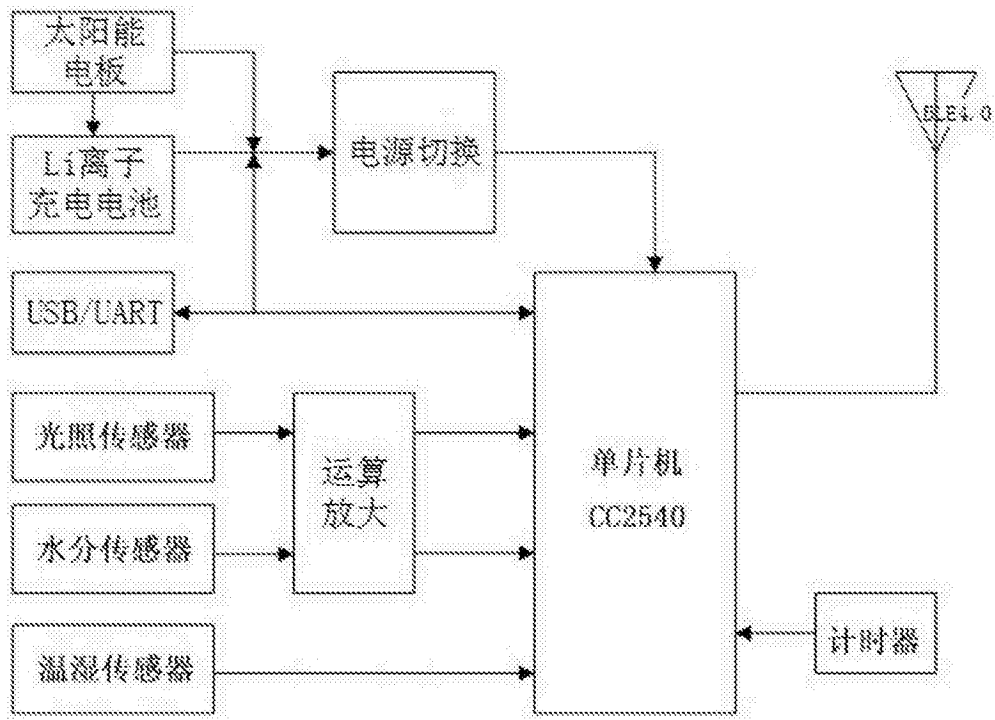 太阳能
电板
Li离子
充电电池
电源切换
BLE4.0
USB/UART
光照传感器
运算
放大
单片机
CC2540
水分传感器
温湿传感器
计时器